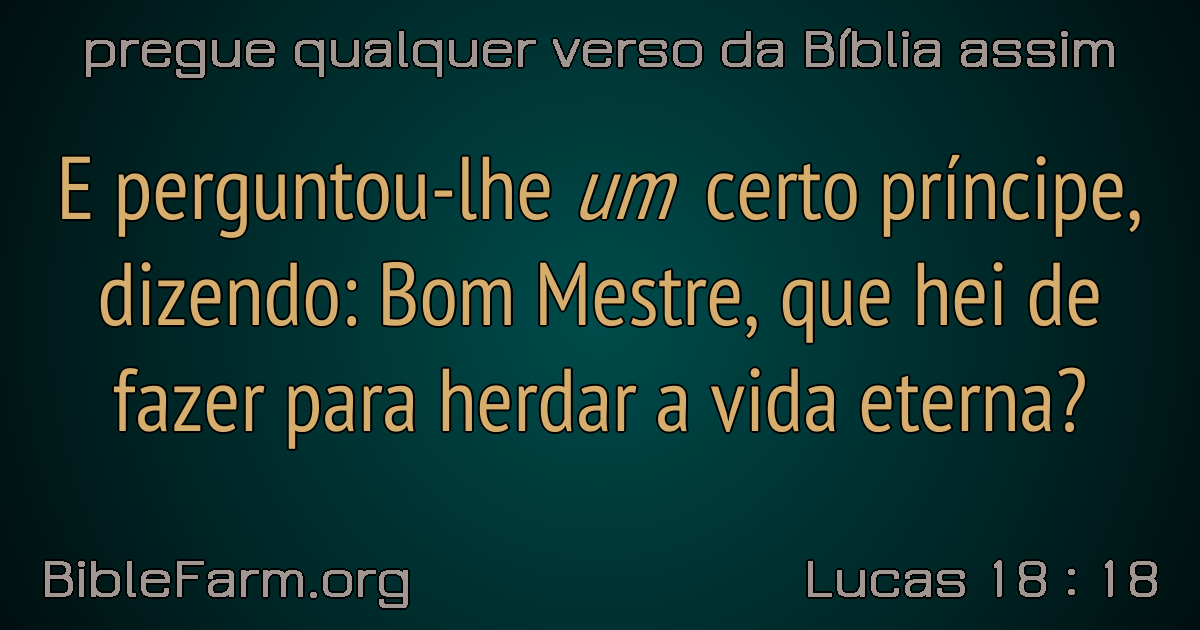 pregue qualquer verso da Bíblia assim
E perguntou-lhe um certo príncipe,
dizendo: Bom Mestre, que hei de
fazer para herdar a vida eterna?
BibleFarm.org
Lucas 18 : 18